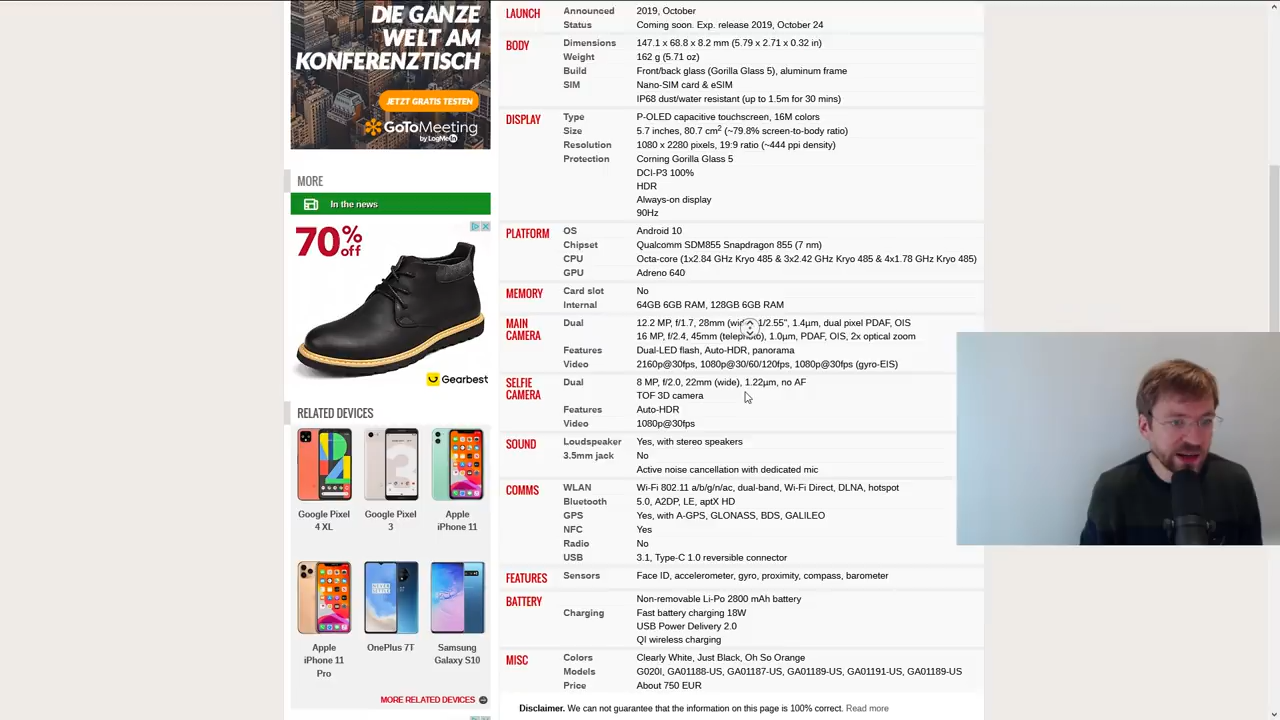 DIE GANZE
WELT AM
KONFERENZTISCH
JETZT GRATIS TESTEN
GoToMeeting
by LogMeIn
MORE
In the news
70%
off
Gearbest
RELATED DEVICES
Google Pixel
4 XL
Google Pixel
3
Apple
iPhone 11
Apple
iPhone 11
Pro
OnePlus 7T
Samsung
Galaxy S10
MORE RELATED DEVICES
LAUNCH Announced 2019, October
Status Coming soon. Exp. release 2019, October 24
BODY Dimensions 147.1 x 68.8 x 8.2 mm (5.79 x 2.71 x 0.32 in)
Weight 162 g (5.71 oz)
Build Front/back glass (Gorilla Glass 5), aluminum frame
SIM Nano-SIM card & eSIM
IP68 dust/water resistant (up to 1.5m for 30 mins)
DISPLAY Type P-OLED capacitive touchscreen, 16M colors
Size 5.7 inches, 80.7 cm2 (~79.8% screen-to-body ratio)
Resolution 1080 x 2280 pixels, 19:9 ratio (~444 ppi density)
Protection Corning Gorilla Glass 5
DCI-P3 100%
HDR
Always-on display
90Hz
PLATFORM OS Android 10
Chipset Qualcomm SDM855 Snapdragon 855 (7 nm)
CPU Octa-core (1x2.84 GHz Kryo 485 & 3x2.42 GHz Kryo 485 & 4x1.78 GHz Kryo 485)
GPU Adreno 640
MEMORY Card slot No
Internal 64GB 6GB RAM, 128GB 6GB RAM
MAIN CAMERA Dual 12.2 MP, f/1.7, 28mm 1/2.55", 1.4µm, dual pixel PDAF, OIS
16 MP, f/2.4, 45mm (telephoto), 1.0µm, PDAF, OIS, 2x optical zoom
Features Dual-LED flash, Auto-HDR, panorama
Video 2160p@30fps, 1080p@30/60/120fps, 1080p@30fps (gyro-EIS)
SELFIE CAMERA Dual 8 MP, f/2.0, 22mm (wide), 1.22µm, no AF
TOF 3D camera
Features Auto-HDR
Video 1080p@30fps
SOUND Loudspeaker Yes, with stereo speakers
3.5mm jack No
Active noise cancellation with dedicated mic
COMMS WLAN Wi-Fi 802.11 a/b/g/n/ac, dual-band, Wi-Fi Direct, DLNA, hotspot
Bluetooth 5.0, A2DP, LE, aptX HD
GPS Yes, with A-GPS, GLONASS, BDS, GALILEO
NFC Yes
Radio No
USB 3.1, Type-C 1.0 reversible connector
FEATURES Sensors Face ID, accelerometer, gyro, proximity, compass, barometer
BATTERY Non-removable Li-Po 2800 mAh battery
Charging Fast battery charging 18W
USB Power Delivery 2.0
QI wireless charging
MISC Colors Clearly White, Just Black, Oh So Orange
Models G020I, GA01188-US, GA01187-US, GA01189-US, GA01191-US, GA01189-US
Price About 750 EUR
Disclaimer. We can not guarantee that the information on this page is 100% correct. Read more